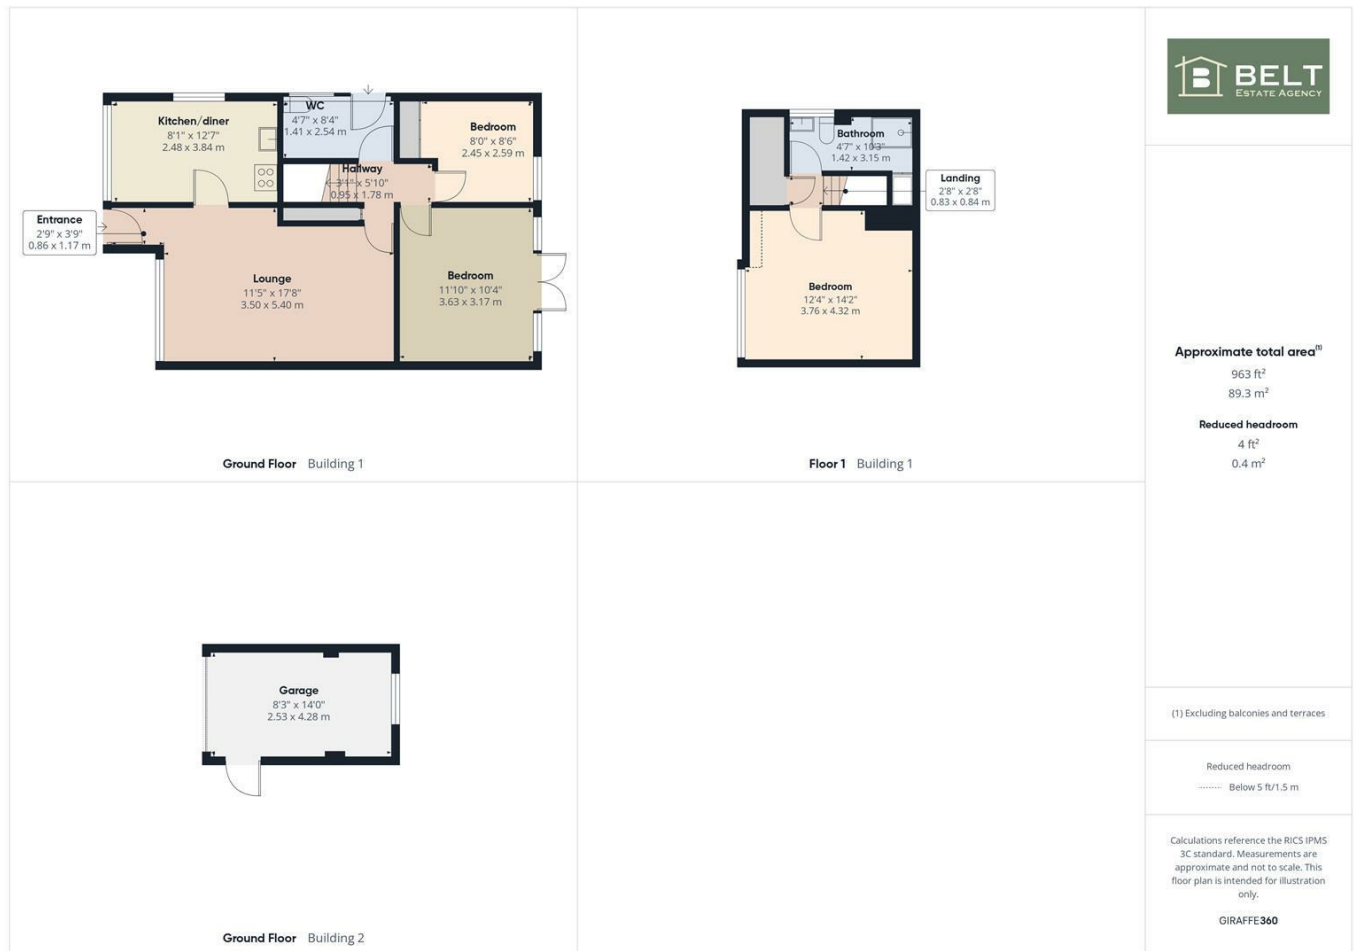 Kitchen/diner
8'1" x 12'7"
2.48 x 3.84 m
WC
4'7" x 8'4"
1.41 x 2.54 m
Bedroom
8'0" x 8'6"
2.45 x 2.59 m
Hallway
3'1" x 5'10"
0.95 x 1.78 m
Entrance
2'9" x 3'9"
0.86 x 1.17 m
Lounge
11'5" x 17'8"
3.50 x 5.40 m
Bedroom
11'10" x 10'4"
3.63 x 3.17 m
Ground Floor Building 1
Bathroom
4'7" x 10'3"
1.42 x 3.15 m
Landing
2'8" x 2'8"
0.83 x 0.84 m
Bedroom
12'4" x 14'2"
3.76 x 4.32 m
Floor 1 Building 1
Garage
8'3" x 14'0"
2.53 x 4.28 m
Ground Floor Building 2
B BELT
ESTATE AGENCY
Approximate total area(1)
963 ft²
89.3 m²
Reduced headroom
4 ft²
0.4 m²
(1) Excluding balconies and terraces
Reduced headroom
Below 5 ft/1.5 m
Calculations reference the RICS IPMS
3C standard. Measurements are
approximate and not to scale. This
floor plan is intended for illustration
only.
GIRAFFE360